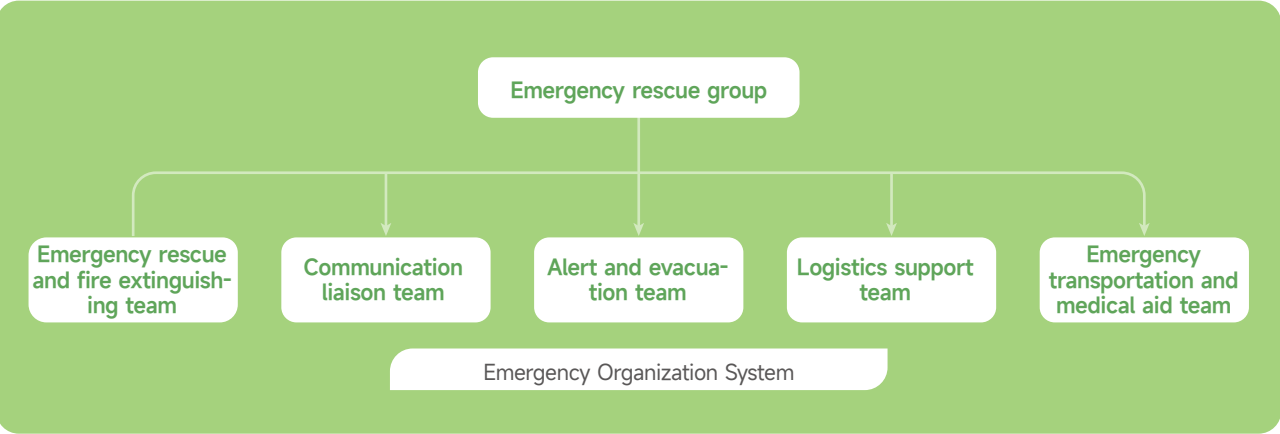 Emergency rescue group
Emergency rescue
and fire extinguish-
ing team
Communication
liaison team
Alert and evacua-
tion team
Logistics support
team
Emergency
transportation and
medical aid team
Emergency Organization System